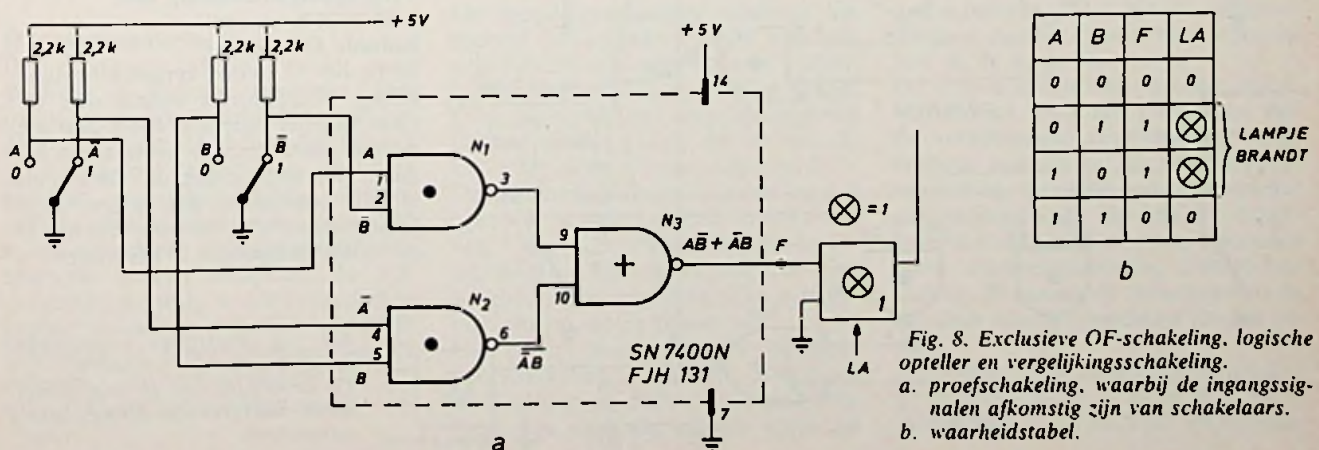 +5V
2,2k 2,2k 2,2k 2,2k
+5V
14
A Ā B B̄
0 1 0 1
A
1
2
B̄
N1
3
Ā
4
5
B
N2
6
ĀB
9
10
N3
+
AB̄ + ĀB F
SN 7400N
FJH 131
7
= 1
1
LA
a
A B F LA
0 0 0 0
0 1 1
1 0 1
1 1 0 0
LAMPJE
BRANDT
b
Fig. 8. Exclusieve OF-schakeling, logische
opteller en vergelijkingsschakeling.
a. proefschakeling, waarbij de ingangssig-
nalen afkomstig zijn van schakelaars.
b. waarheidstabel.